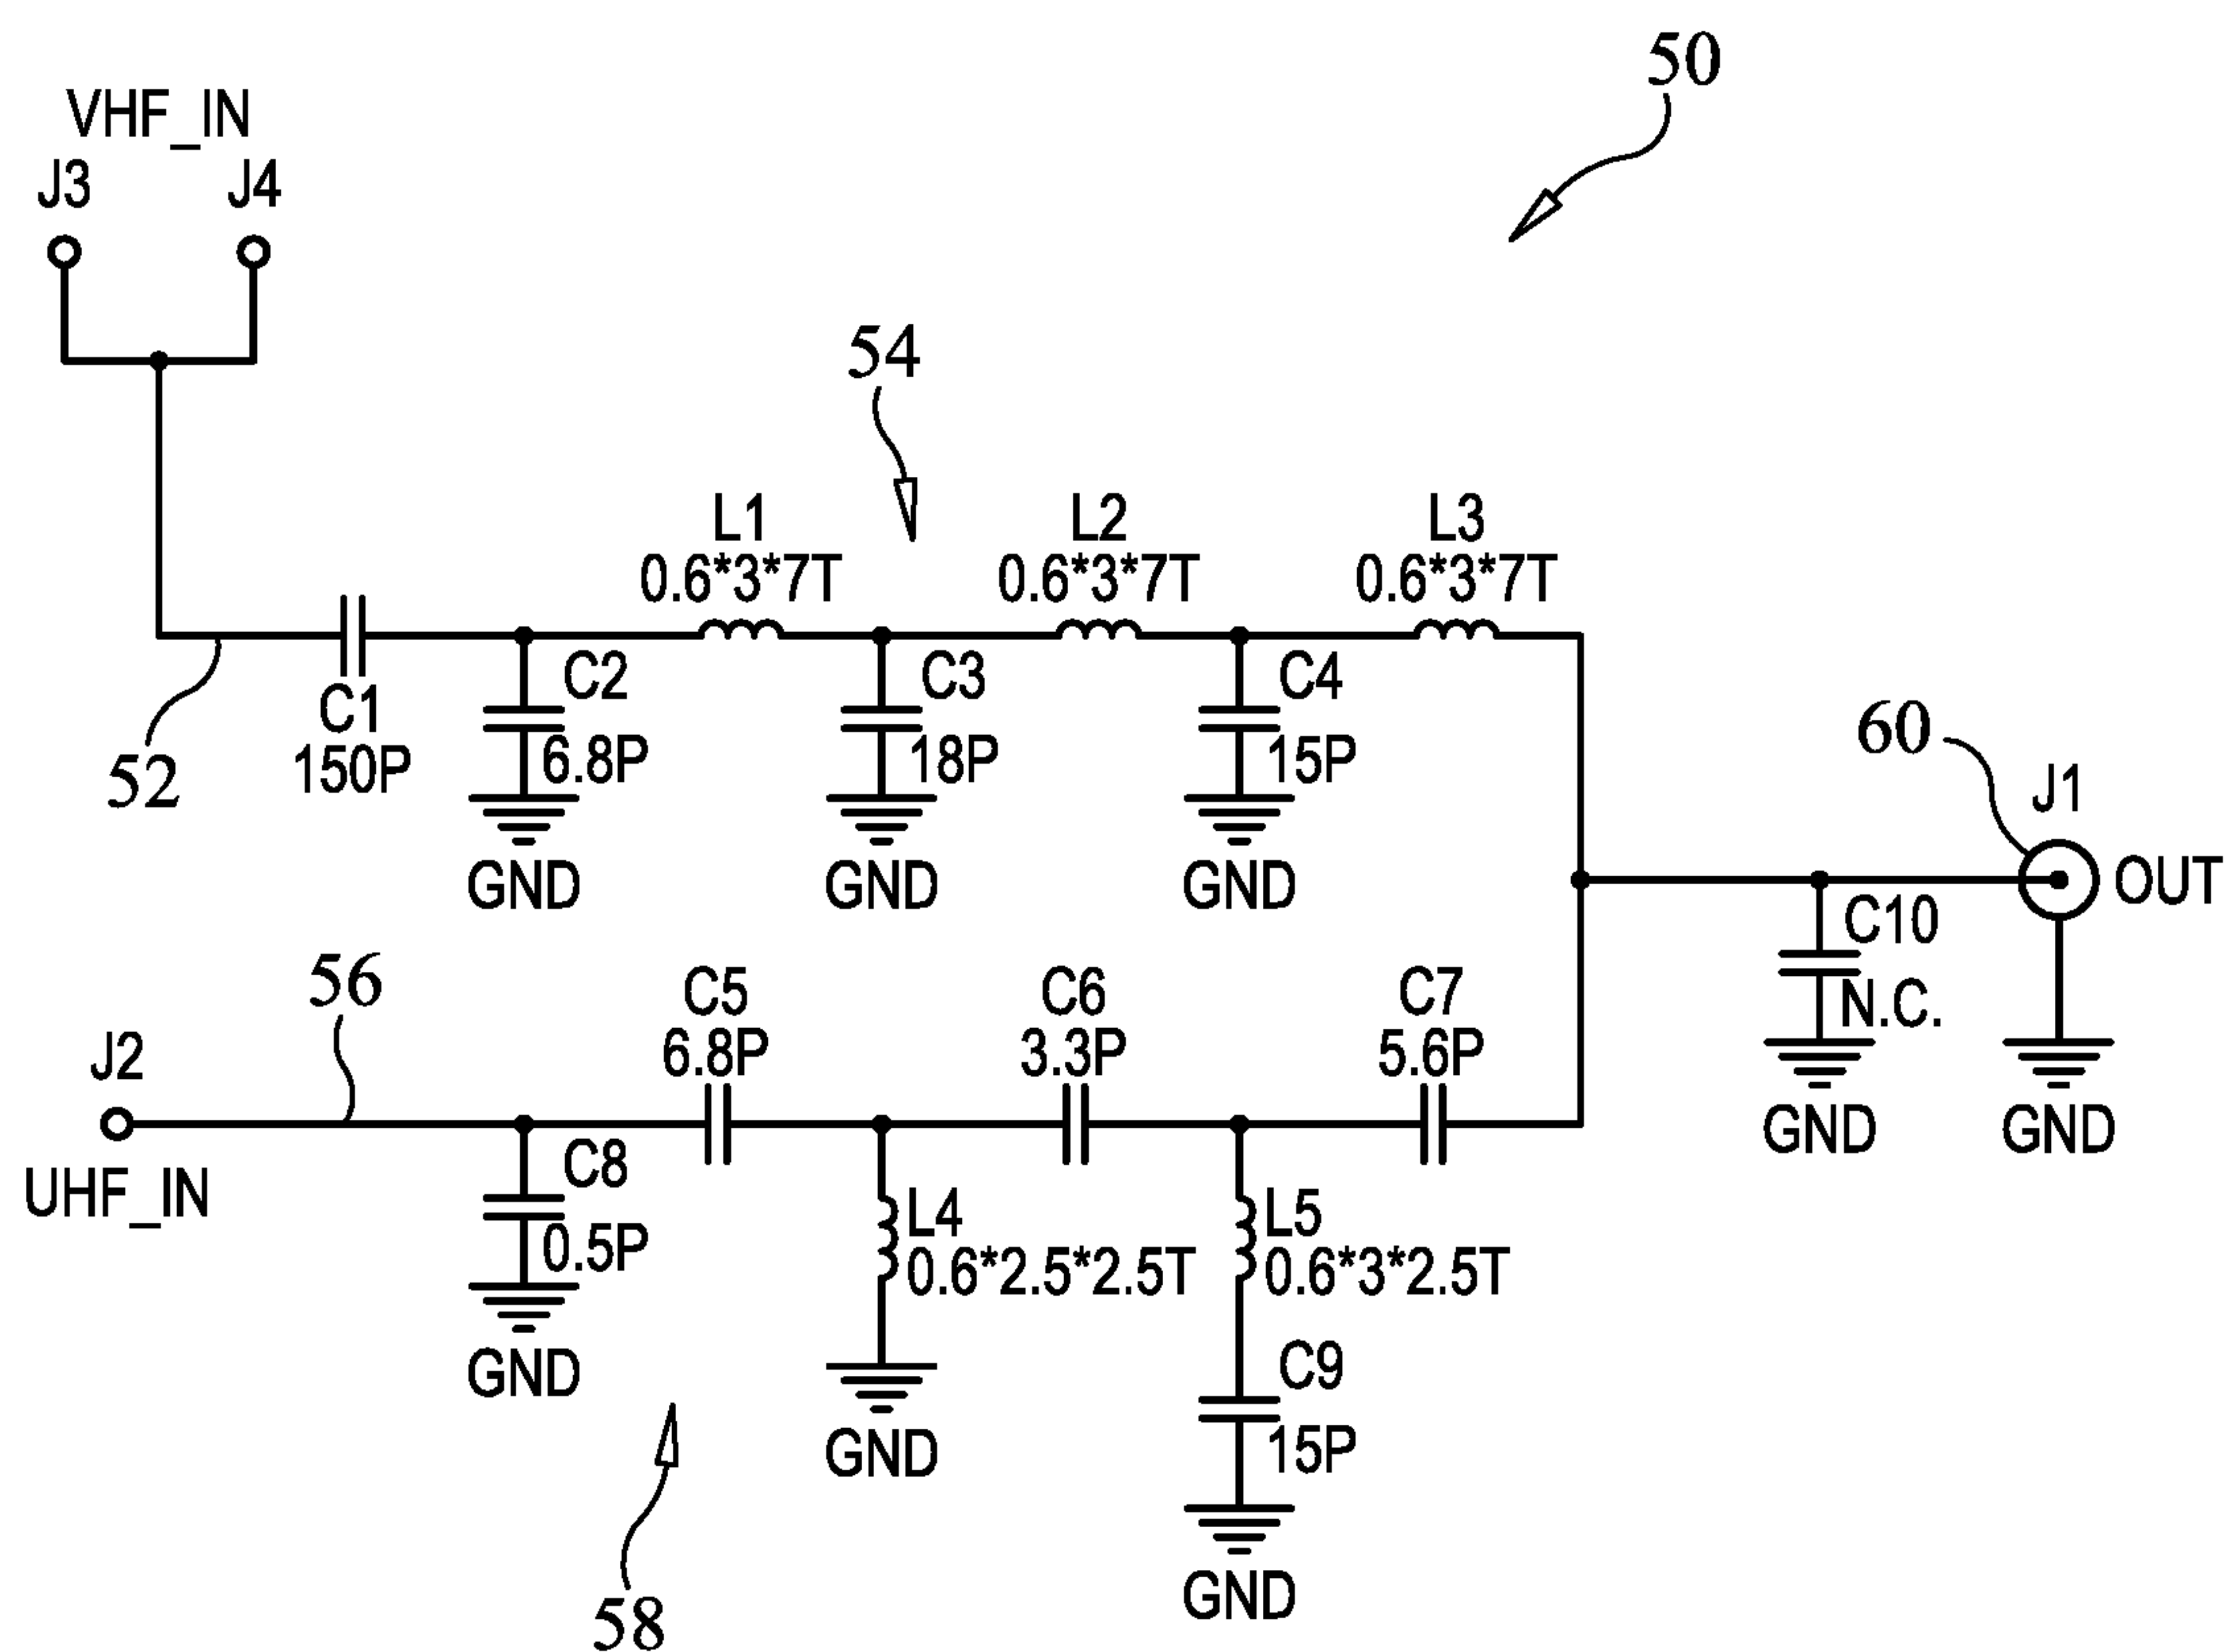 50
VHF_IN
J3
J4
54
L1
0.6*3*7T
L2
0.6*3*7T
L3
0.6*3*7T
52
C1
150P
C2
6.8P
GND
C3
18P
GND
C4
15P
GND
60
J1
OUT
C10
N.C.
GND
GND
56
J2
UHF_IN
C5
6.8P
C6
3.3P
C7
5.6P
C8
0.5P
GND
L4
0.6*2.5*2.5T
GND
L5
0.6*3*2.5T
C9
15P
GND
58